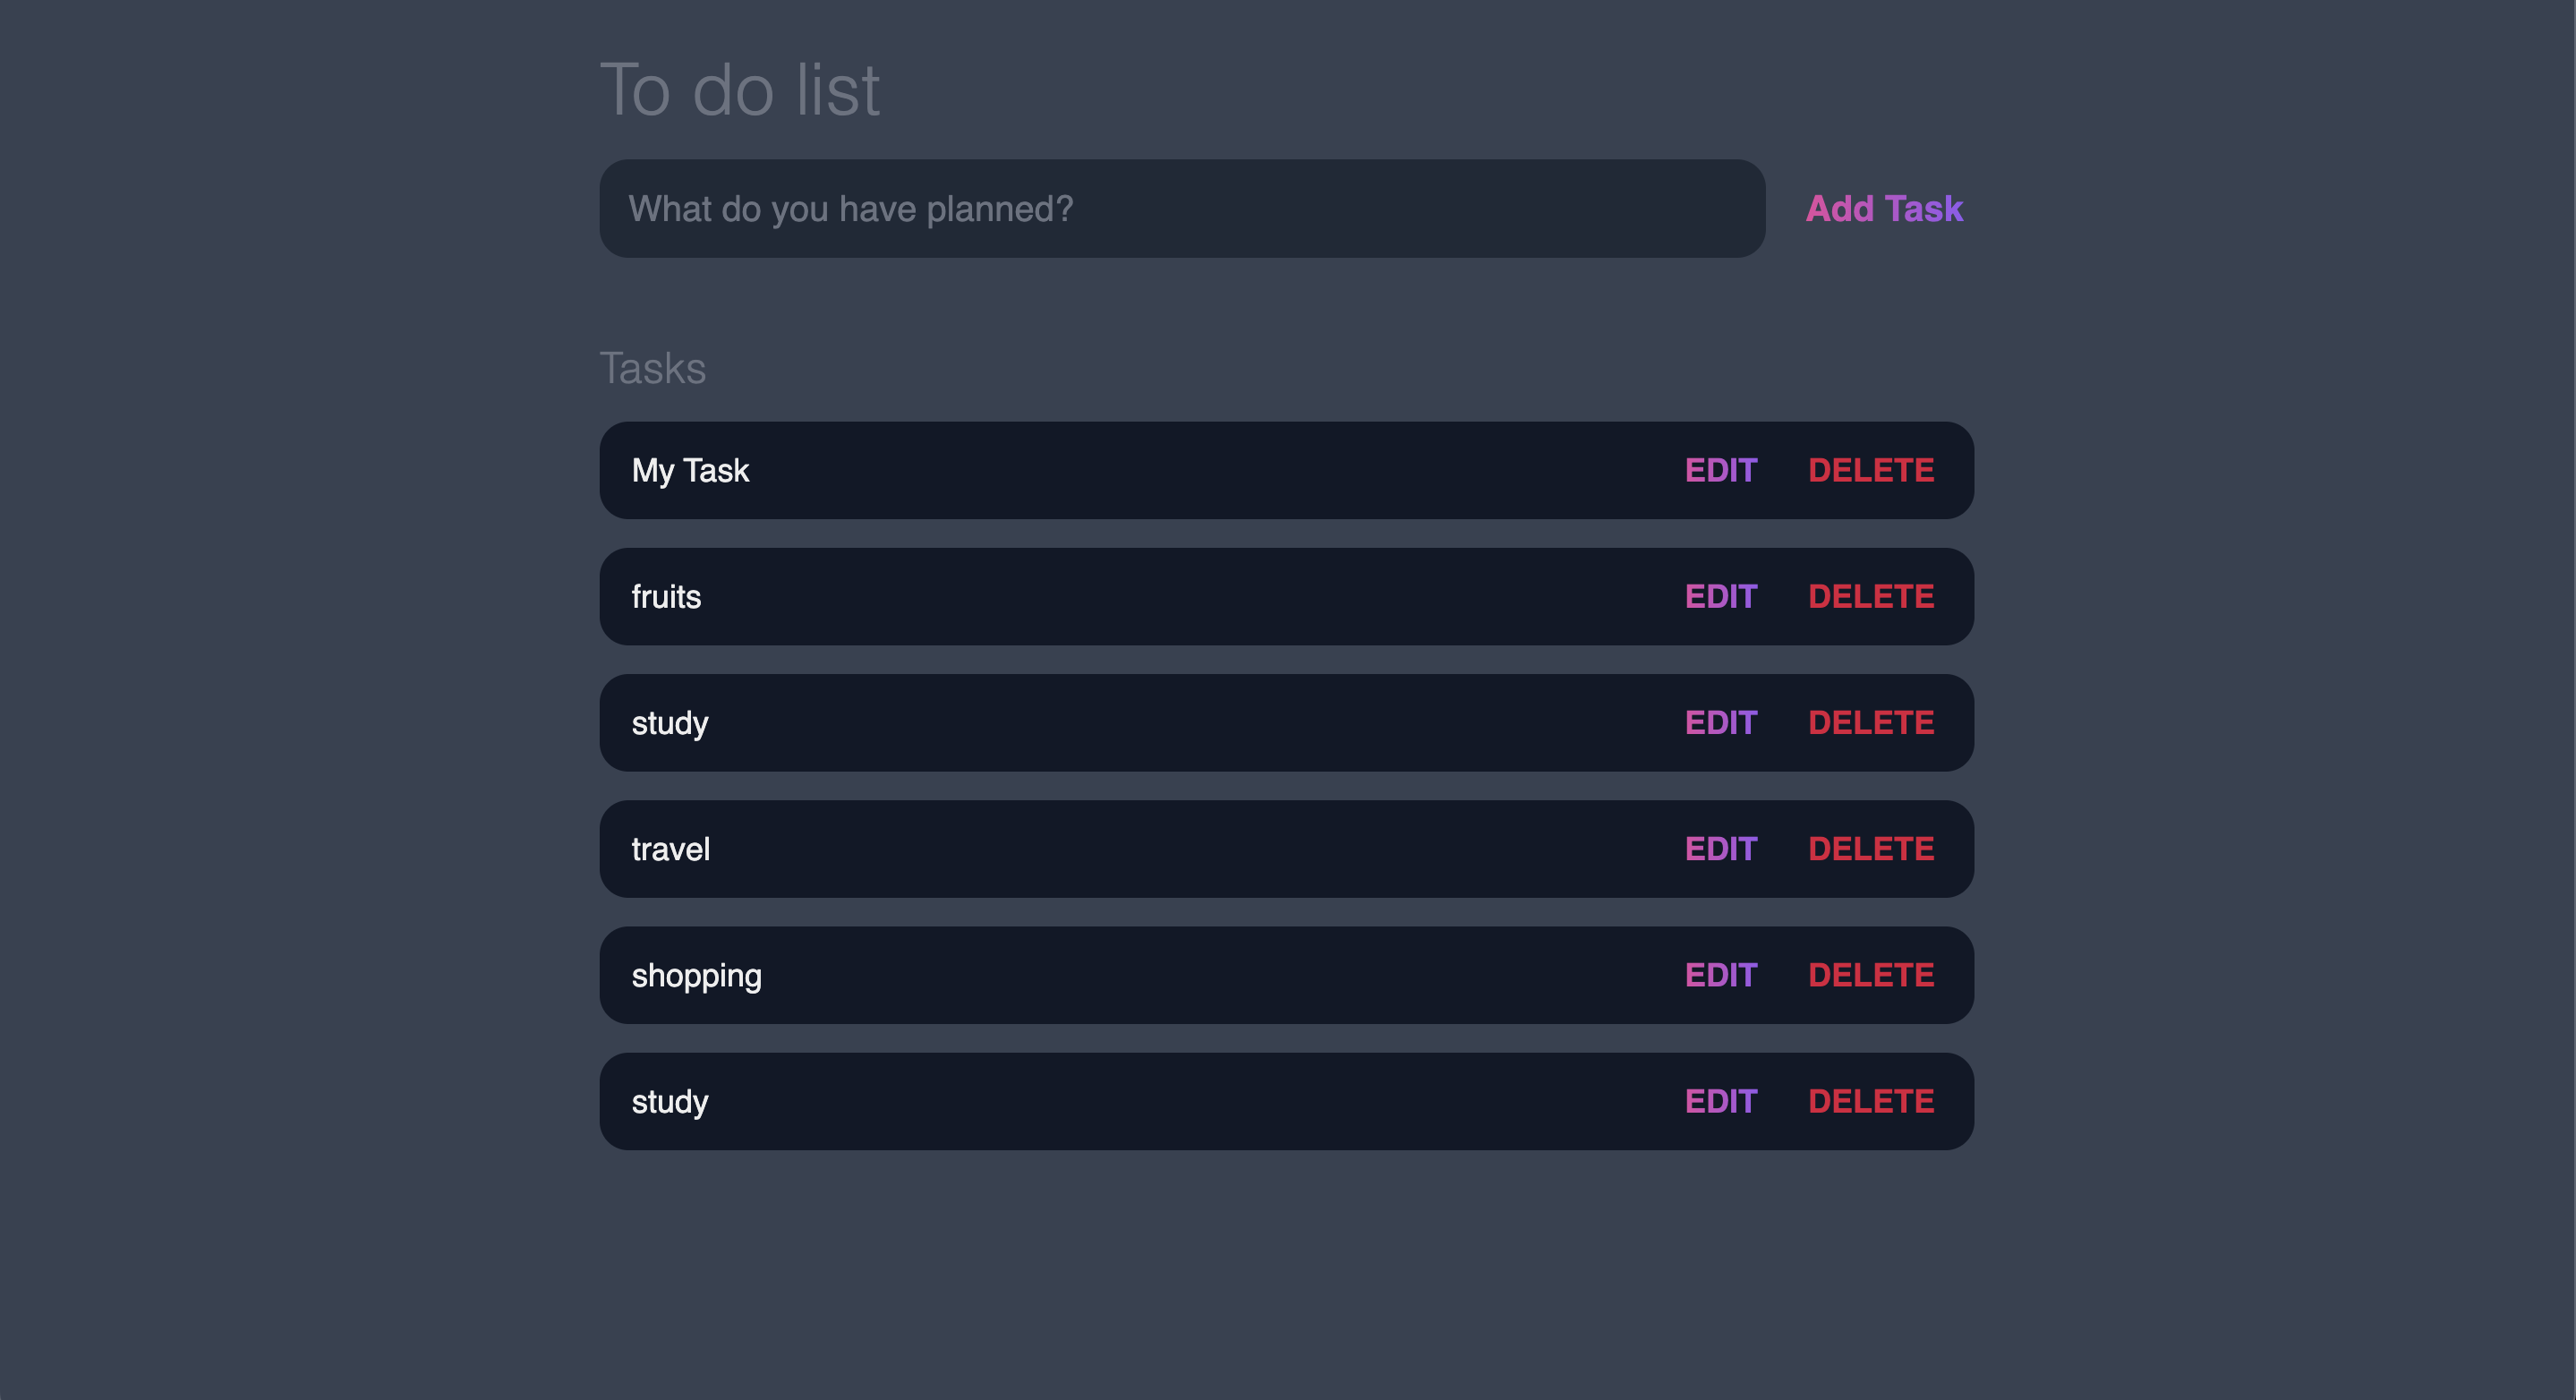 To do list
What do you have planned? Add Task
Tasks
My Task EDIT DELETE
fruits EDIT DELETE
study EDIT DELETE
travel EDIT DELETE
shopping EDIT DELETE
study EDIT DELETE